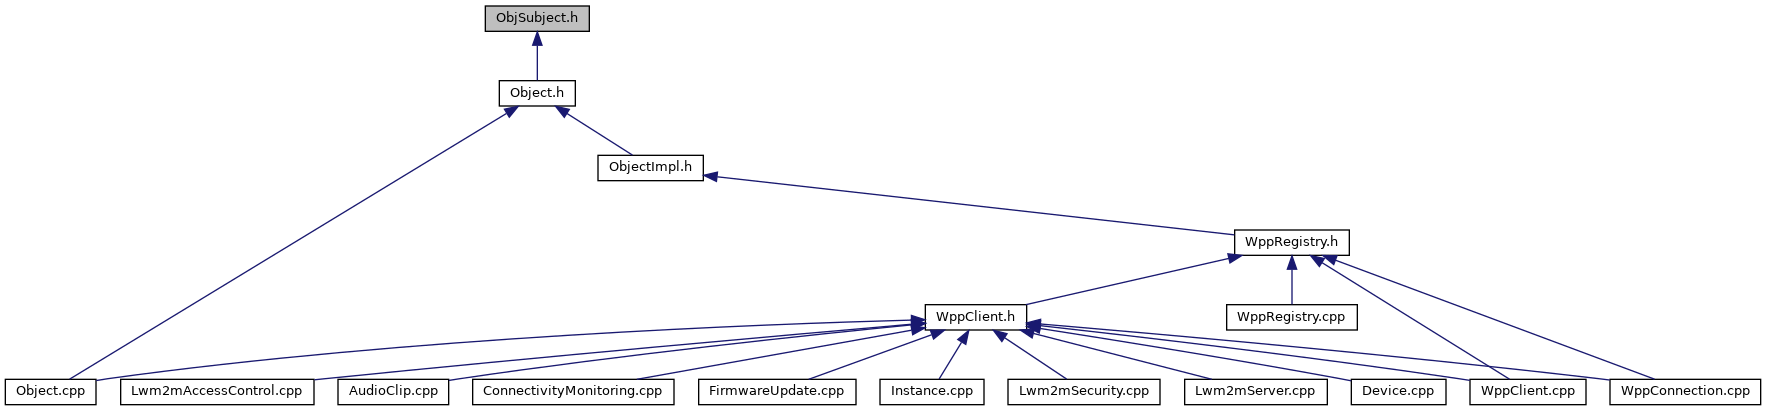 ObjSubject.h
Object.h
ObjectImpl.h
WppRegistry.h
WppClient.h
WppRegistry.cpp
Object.cpp
Lwm2mAccessControl.cpp
AudioClip.cpp
ConnectivityMonitoring.cpp
FirmwareUpdate.cpp
Instance.cpp
Lwm2mSecurity.cpp
Lwm2mServer.cpp
Device.cpp
WppClient.cpp
WppConnection.cpp